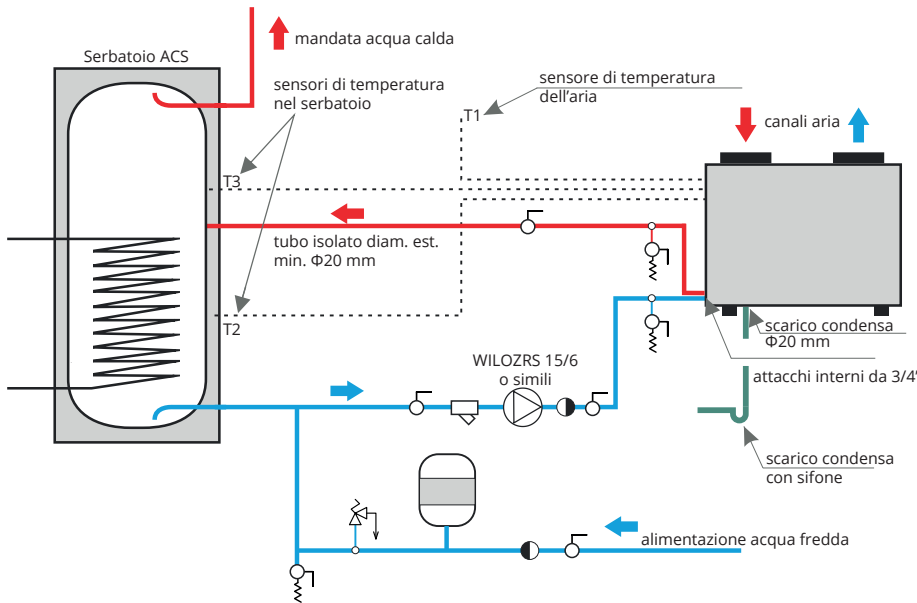 mandata acqua calda
Serbatoio ACS
sensori di temperatura
nel serbatoio
sensore di temperatura
dell'aria
T1
canali aria
T3
tubo isolato diam. est.
min. Φ20 mm
T2
scarico condensa
Φ20 mm
WILOZRS 15/6
o simili
attacchi interni da 3/4'
scarico condensa
con sifone
alimentazione acqua fredda